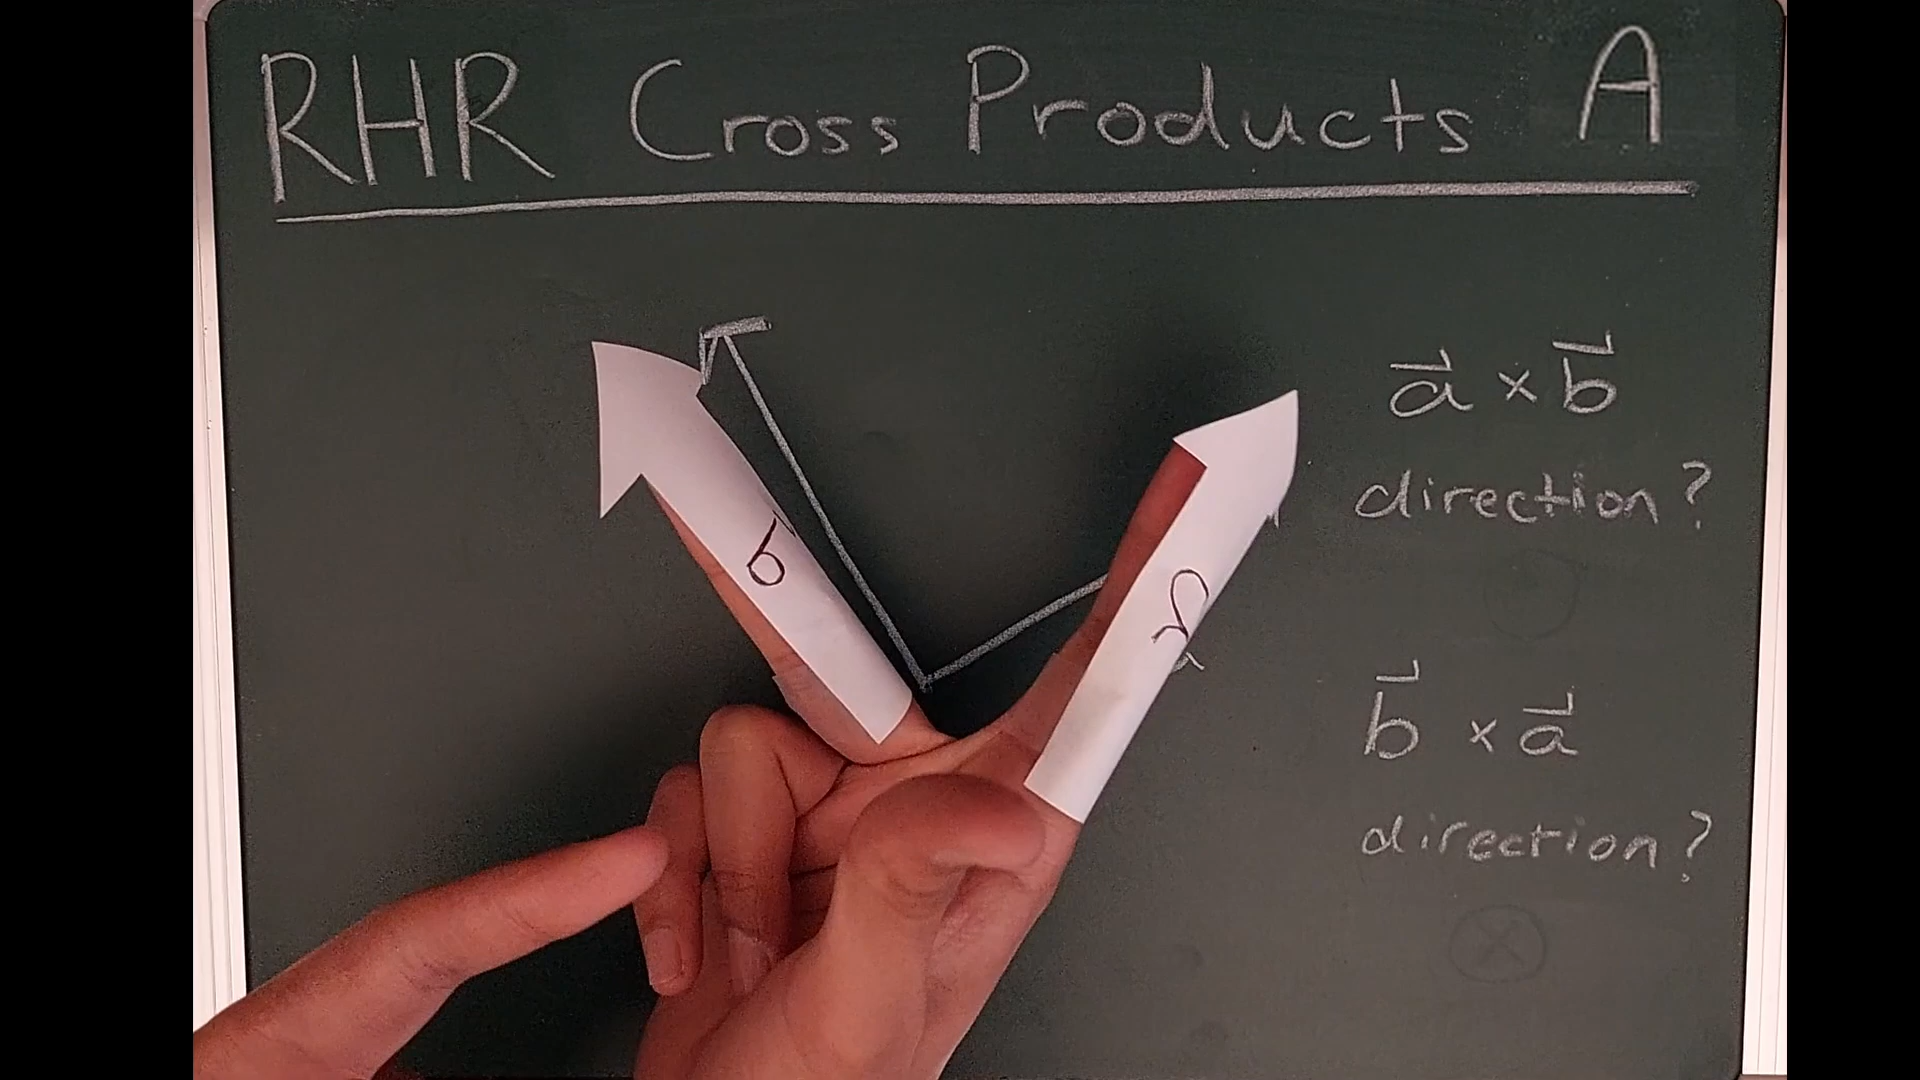 RHR Cross Products A
b
a
a⃗ × b⃗
direction?
b⃗ × a⃗
direction?